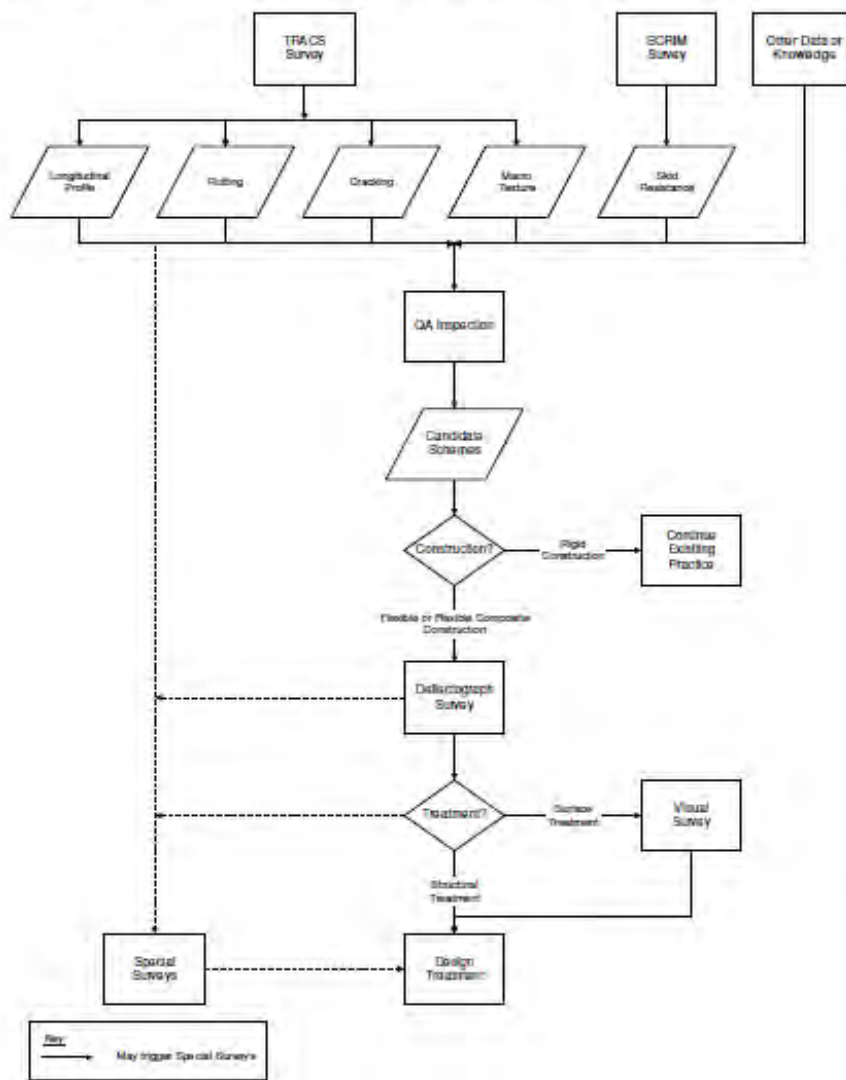 TRACS
Survey
SCRIM
Survey
Other Data or
Knowledge
Longitudinal
Profile
Rutting
Cracking
Macro
Texture
Skid
Resistance
QA Inspection
Candidate
Schemes
Construction?
Rigid
Construction
Continue
Existing
Practice
Flexible or Flexible Composite
Construction
Deflectograph
Survey
Treatment?
Surface
Treatment
Visual
Survey
Structural
Treatment
Special
Surveys
Design
Treatment
Key
May trigger Special Surveys